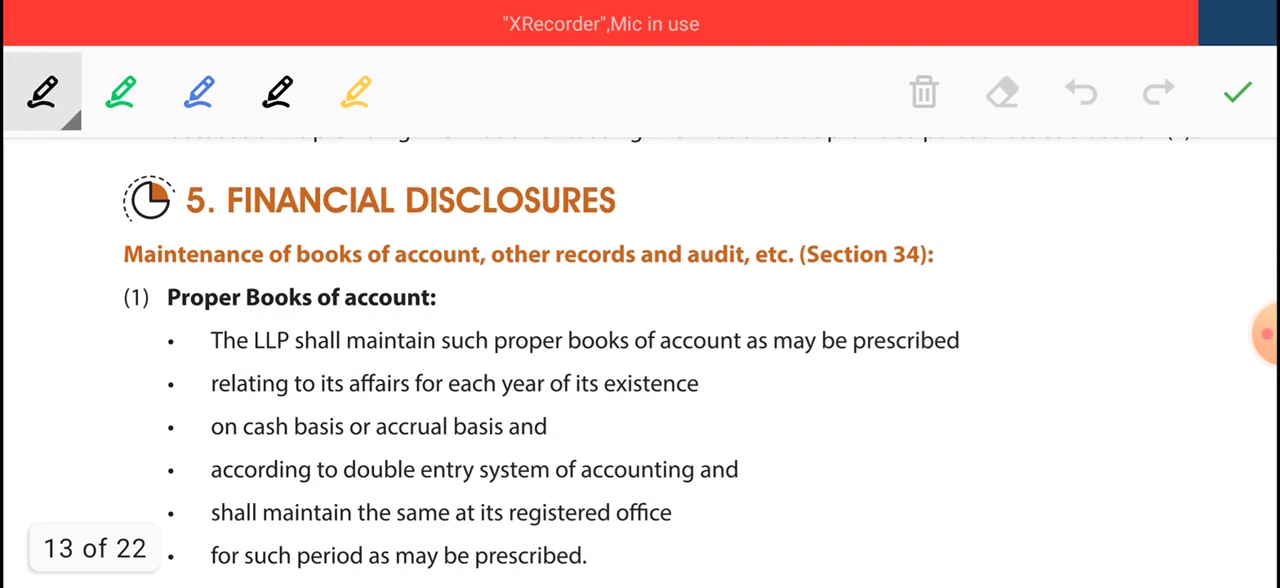 "XRecorder",Mic in use
5. FINANCIAL DISCLOSURES
Maintenance of books of account, other records and audit, etc. (Section 34):
(1) Proper Books of account:
• The LLP shall maintain such proper books of account as may be prescribed
• relating to its affairs for each year of its existence
• on cash basis or accrual basis and
• according to double entry system of accounting and
• shall maintain the same at its registered office
• for such period as may be prescribed.
13 of 22